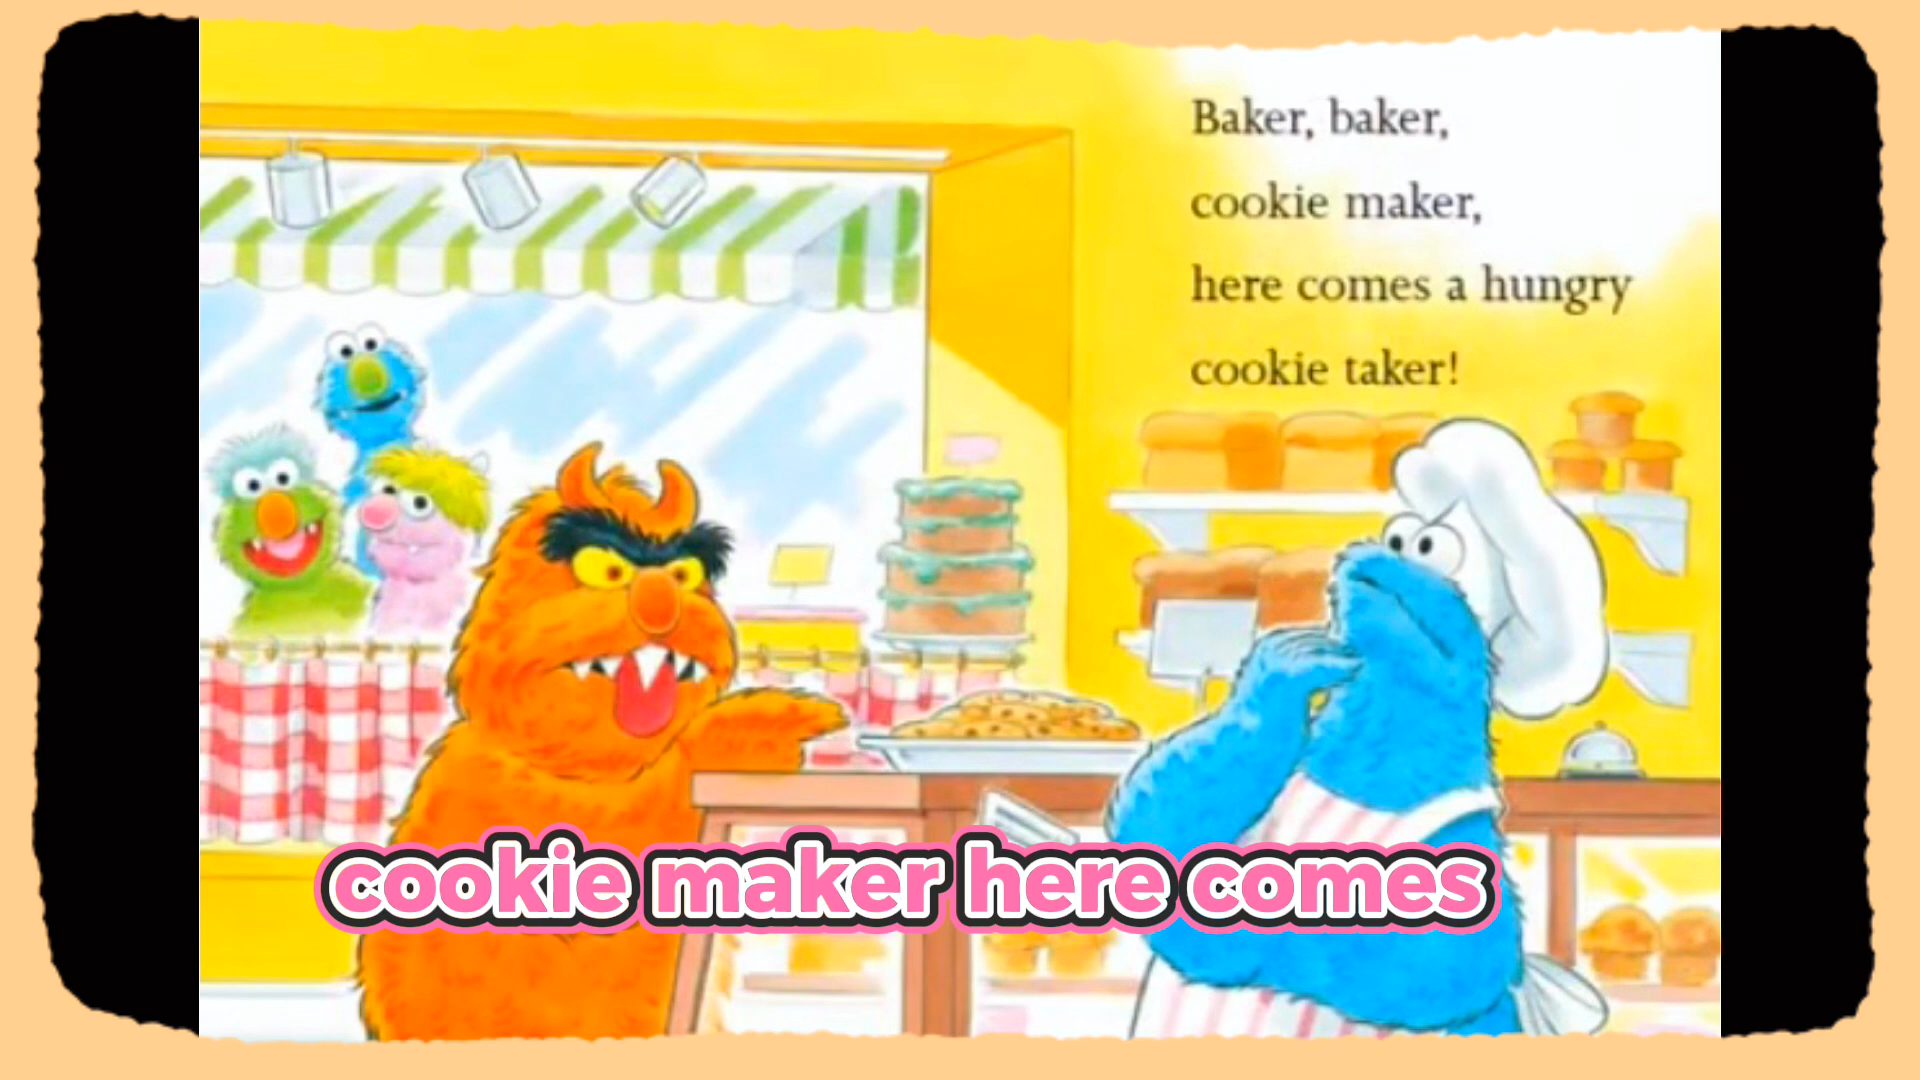 Baker, baker,
cookie maker,
here comes a hungry
cookie taker!
cookie maker here comes